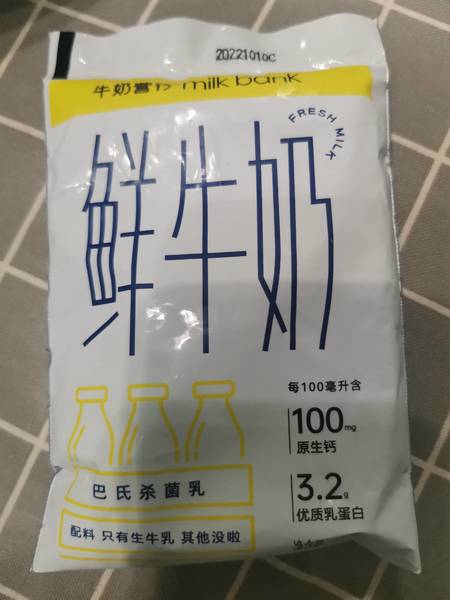 20221010C
牛奶营行 milk bank
FRESH MILK
鲜牛奶
每100毫升含
100mg
原生钙
3.2g
优质乳蛋白
巴氏杀菌乳
配料 只有生牛乳 其他没啦